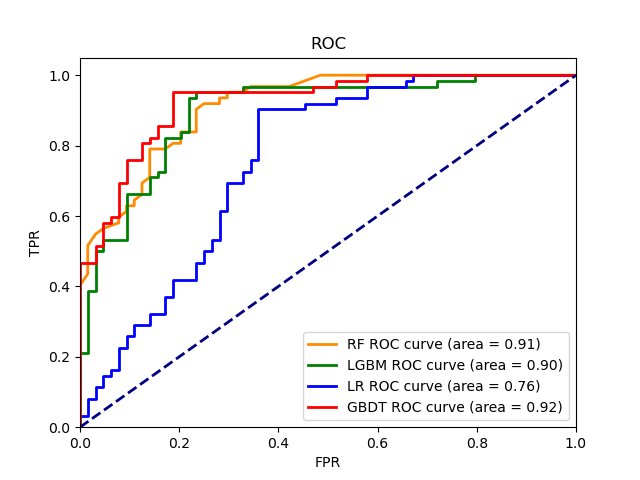 ROC
1.0
0.8
0.6
0.4
0.2
0.0
TPR
0.0 0.2 0.4 0.6 0.8 1.0
FPR
RF ROC curve (area = 0.91)
LGBM ROC curve (area = 0.90)
LR ROC curve (area = 0.76)
GBDT ROC curve (area = 0.92)